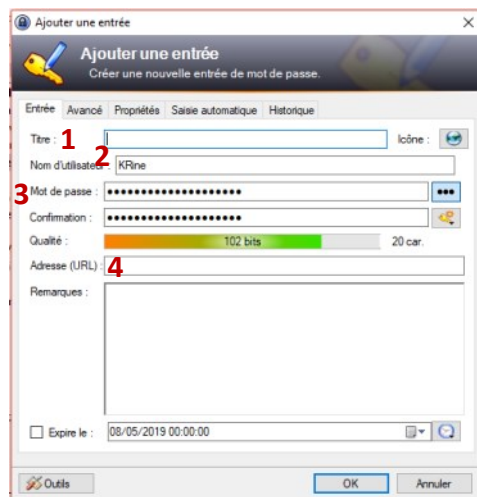 Ajouter une entrée
Ajouter une entrée
Créer une nouvelle entrée de mot de passe.
Entrée Avancé Propriétés Saisie automatique Historique
Titre : 1 Icône :
Nom d'utilisateur : 2 KRine
3 Mot de passe : ●●●●●●●●●●●●●●●●●●●● •••
Confirmation : ●●●●●●●●●●●●●●●●●●●●
Qualité : 102 bits 20 car.
Adresse (URL) : 4
Remarques :
Expire le : 08/05/2019 00:00:00
Outils OK Annuler